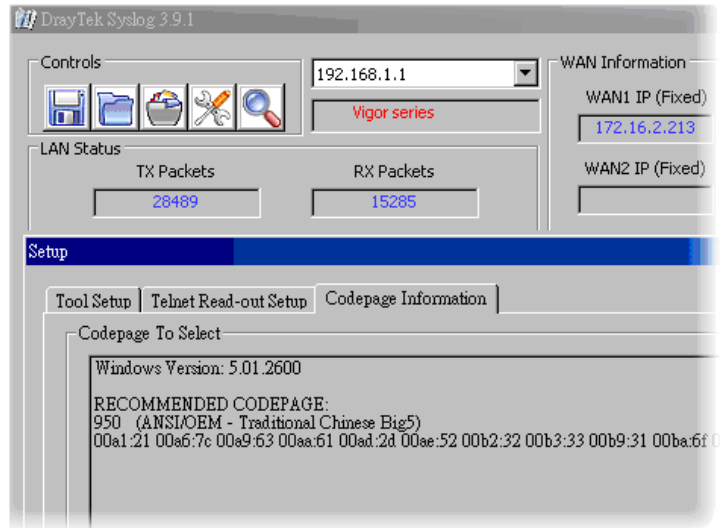 DrayTek Syslog 3.9.1
Controls
192.168.1.1
Vigor series
WAN Information
WAN1 IP (Fixed)
172.16.2.213
WAN2 IP (Fixed)
LAN Status
TX Packets
RX Packets
28489
15285
Setup
Tool Setup
Telnet Read-out Setup
Codepage Information
Codepage To Select
Windows Version: 5.01.2600
RECOMMENDED CODEPAGE:
950 (ANSI/OEM - Traditional Chinese Big5)
00a1:21 00a6:7c 00a9:63 00aa:61 00ad:2d 00ae:52 00b2:32 00b3:33 00b9:31 00ba:6f